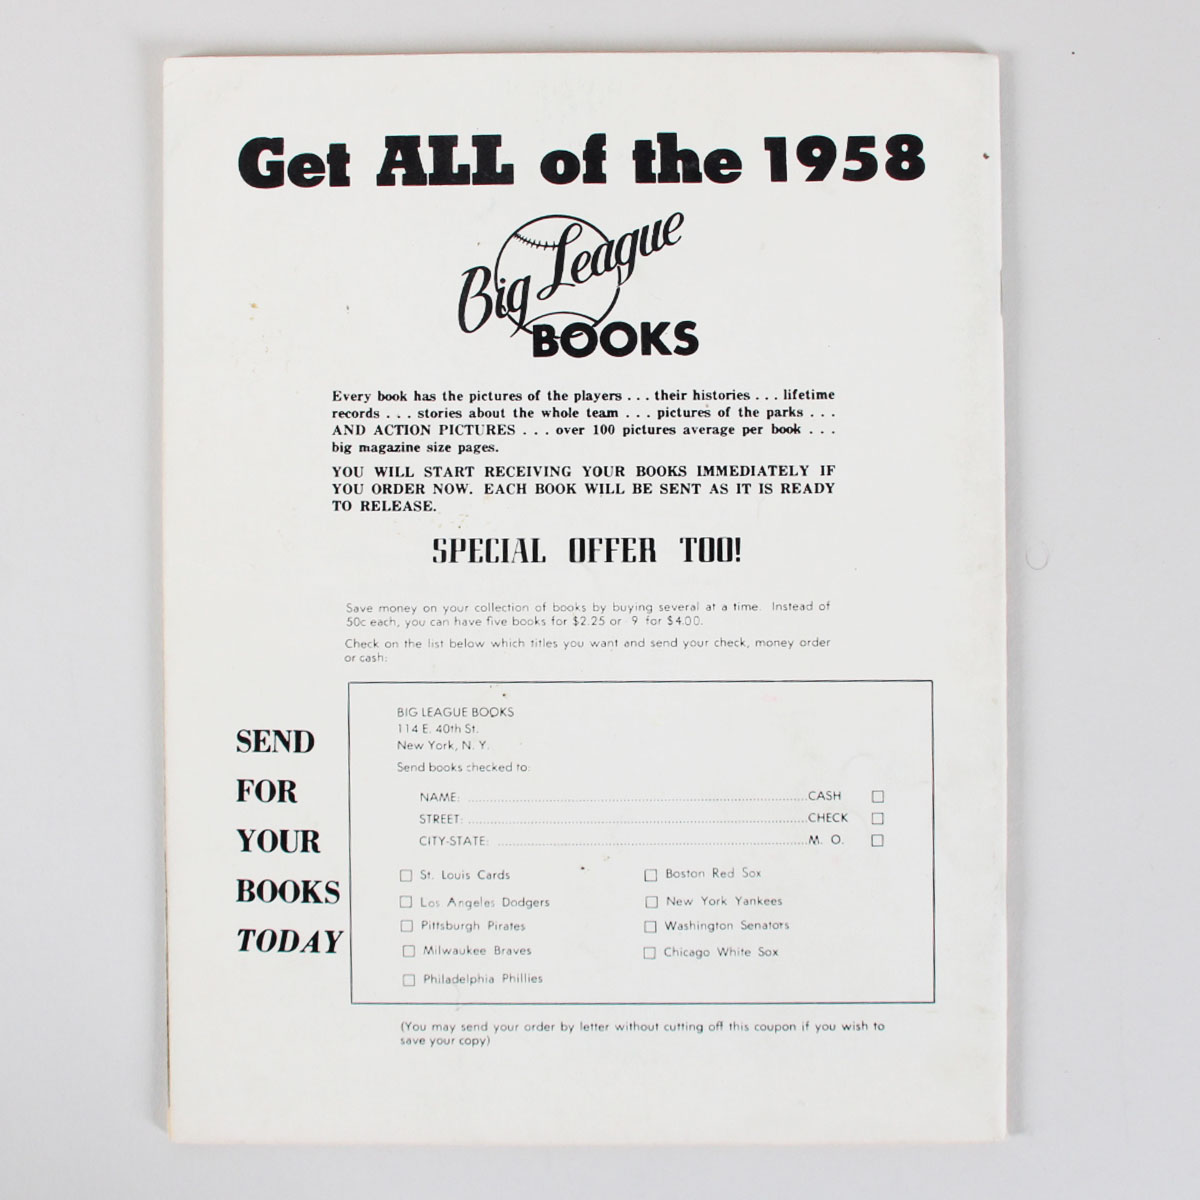 Get ALL of the 1958
Big League
BOOKS
Every book has the pictures of the players . . . their histories . . . lifetime
records . . . stories about the whole team . . . pictures of the parks . . .
AND ACTION PICTURES . . . over 100 pictures average per book . . .
big magazine size pages.
YOU WILL START RECEIVING YOUR BOOKS IMMEDIATELY IF
YOU ORDER NOW. EACH BOOK WILL BE SENT AS IT IS READY
TO RELEASE.
SPECIAL OFFER TOO!
Save money on your collection of books by buying several at a time. Instead of
50c each, you can have five books for $2.25 or 9 for $4.00.
Check on the list below which titles you want and send your check, money order
or cash:
SEND
FOR
YOUR
BOOKS
TODAY
BIG LEAGUE BOOKS
114 E. 40th St.
New York, N. Y.
Send books checked to:
NAME: CASH
STREET: CHECK
CITY-STATE: M. O.
St. Louis Cards
Los Angeles Dodgers
Pittsburgh Pirates
Milwaukee Braves
Philadelphia Phillies
Boston Red Sox
New York Yankees
Washington Senators
Chicago White Sox
(You may send your order by letter without cutting off this coupon if you wish to
save your copy)